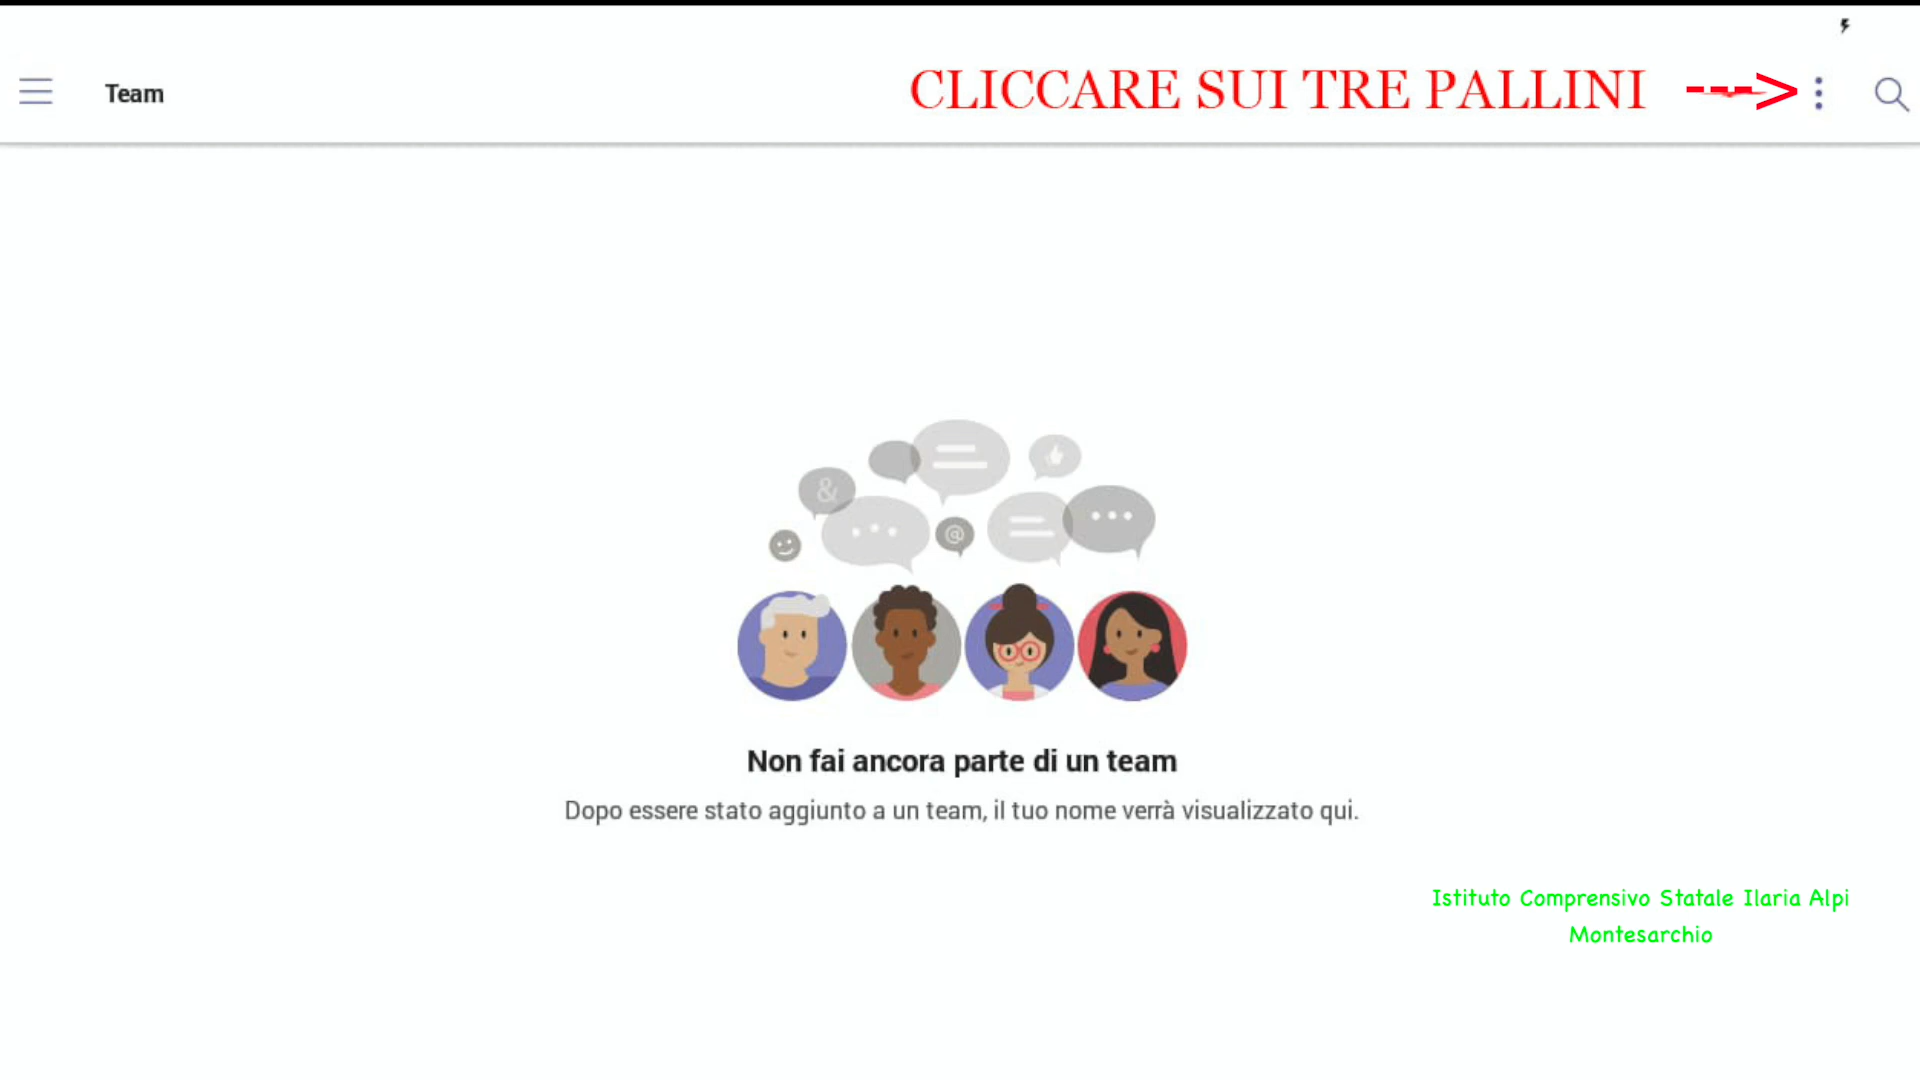 Team
CLICCARE SUI TRE PALLINI --->
&
@
Non fai ancora parte di un team
Dopo essere stato aggiunto a un team, il tuo nome verrà visualizzato qui.
Istituto Comprensivo Statale Ilaria Alpi
Montesarchio